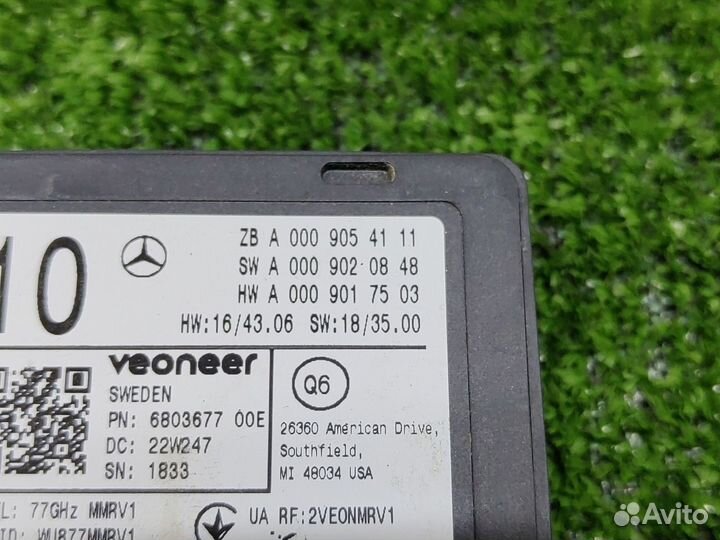 10
ZB A 000 905 41 11
SW A 000 902 08 48
HW A 000 901 75 03
HW:16/43.06 SW:18/35.00
veoneer
SWEDEN
PN: 6803677 00E
DC: 22W247
SN: 1833
Q6
26360 American Drive,
Southfield,
MI 48034 USA
L: 77GHz MMRV1
ID: WU877MMRV1
UA RF:2VEONMRV1
Avito